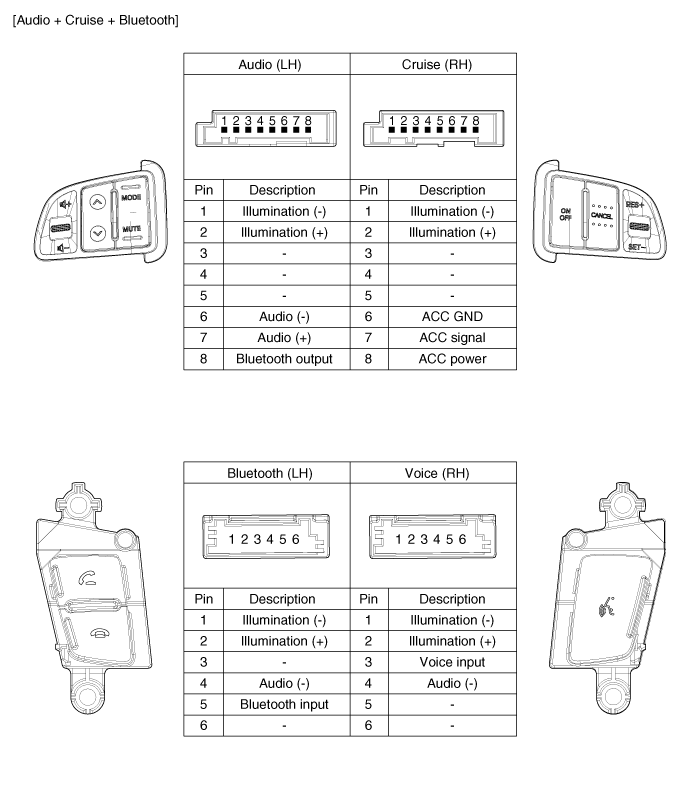 [Audio + Cruise + Bluetooth]
Audio (LH) Cruise (RH)
1 2 3 4 5 6 7 8 1 2 3 4 5 6 7 8
MODE
MUTE
ON
OFF
CANCEL
RES+
SET−
Pin Description Pin Description
1 Illumination (-) 1 Illumination (-)
2 Illumination (+) 2 Illumination (+)
3 - 3 -
4 - 4 -
5 - 5 -
6 Audio (-) 6 ACC GND
7 Audio (+) 7 ACC signal
8 Bluetooth output 8 ACC power
Bluetooth (LH) Voice (RH)
1 2 3 4 5 6 1 2 3 4 5 6
Pin Description Pin Description
1 Illumination (-) 1 Illumination (-)
2 Illumination (+) 2 Illumination (+)
3 - 3 Voice input
4 Audio (-) 4 Audio (-)
5 Bluetooth input 5 -
6 - 6 -